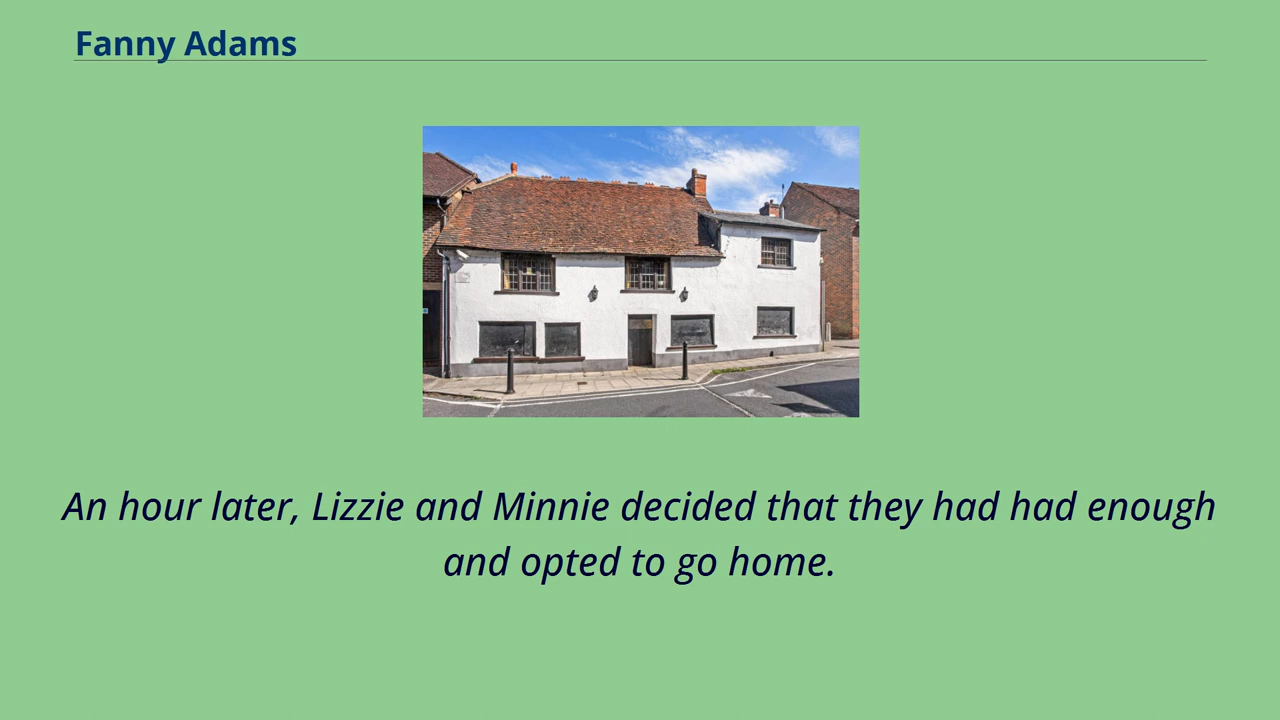 Fanny Adams
An hour later, Lizzie and Minnie decided that they had had enough
and opted to go home.